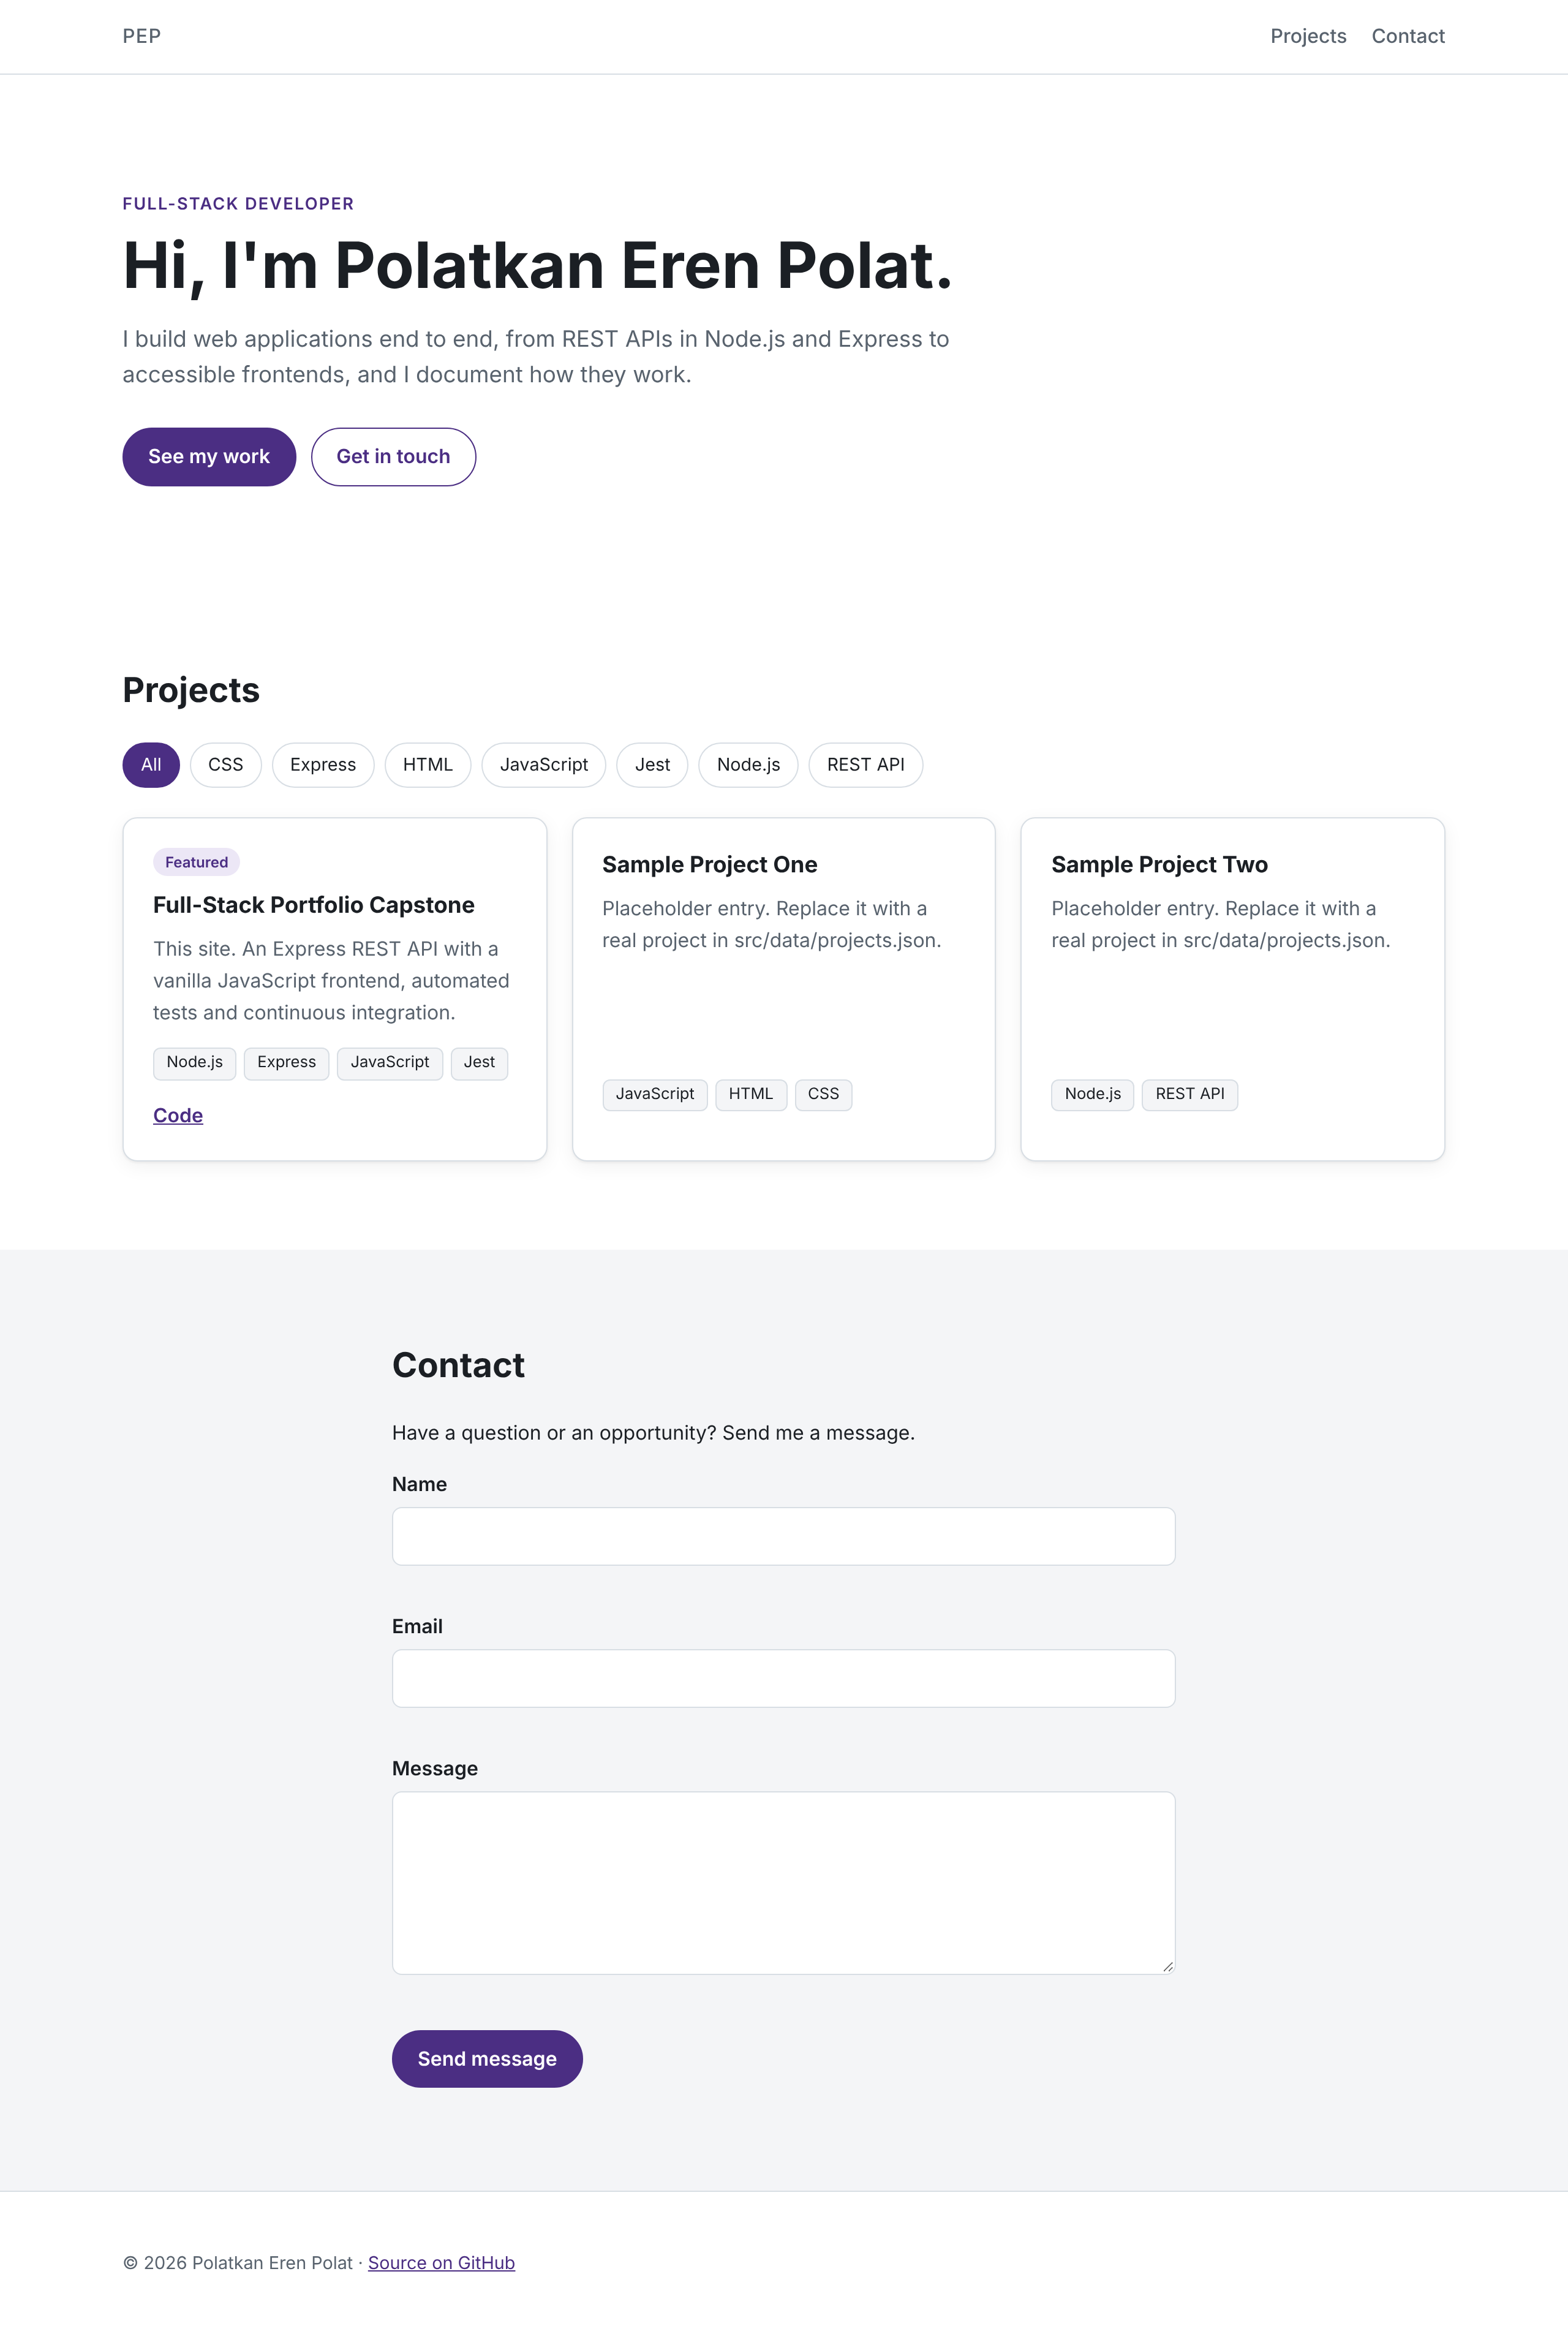 PEP
Projects Contact
FULL-STACK DEVELOPER
Hi, I'm Polatkan Eren Polat.
I build web applications end to end, from REST APIs in Node.js and Express to
accessible frontends, and I document how they work.
See my work Get in touch
Projects
All CSS Express HTML JavaScript Jest Node.js REST API
Featured
Full-Stack Portfolio Capstone
This site. An Express REST API with a
vanilla JavaScript frontend, automated
tests and continuous integration.
Node.js Express JavaScript Jest
Code
Sample Project One
Placeholder entry. Replace it with a
real project in src/data/projects.json.
JavaScript HTML CSS
Sample Project Two
Placeholder entry. Replace it with a
real project in src/data/projects.json.
Node.js REST API
Contact
Have a question or an opportunity? Send me a message.
Name
Email
Message
Send message
© 2026 Polatkan Eren Polat · Source on GitHub